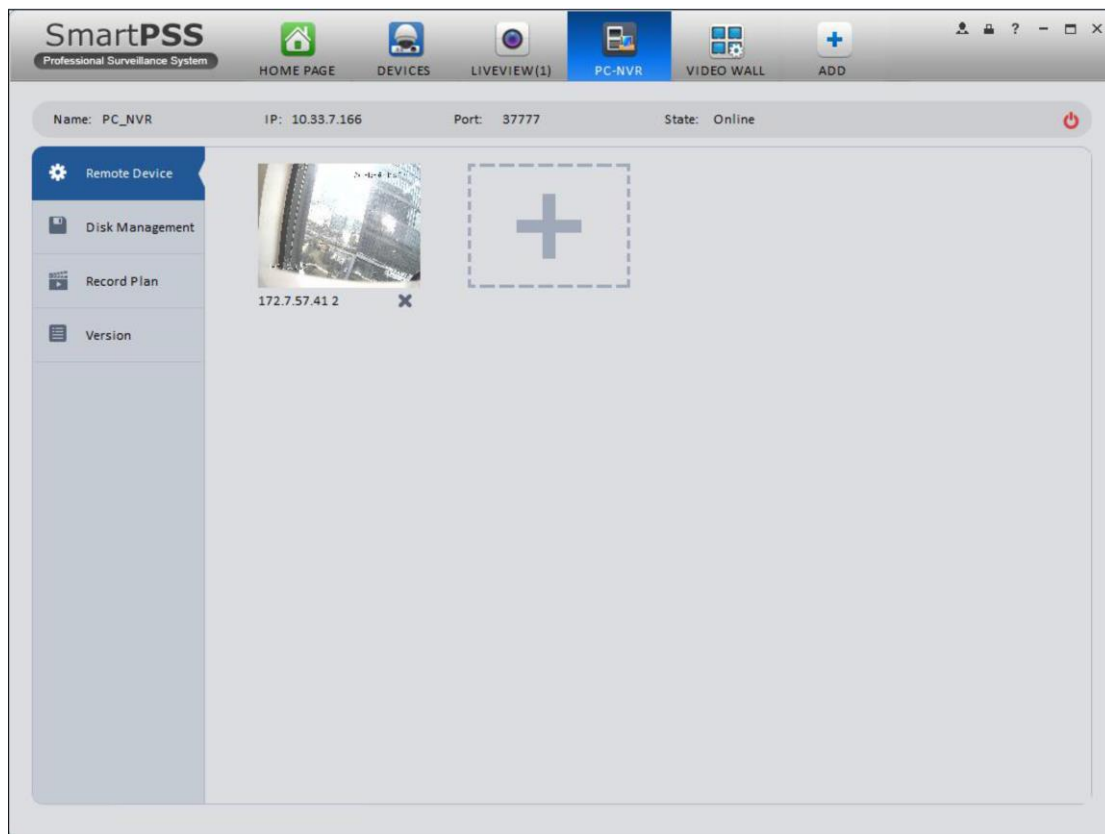 SmartPSS
Professional Surveillance System
HOME PAGE
DEVICES
LIVEVIEW(1)
PC-NVR
VIDEO WALL
ADD
Name: PC_NVR IP: 10.33.7.166 Port: 37777 State: Online
Remote Device
Disk Management
Record Plan
Version
172.7.57.41 2